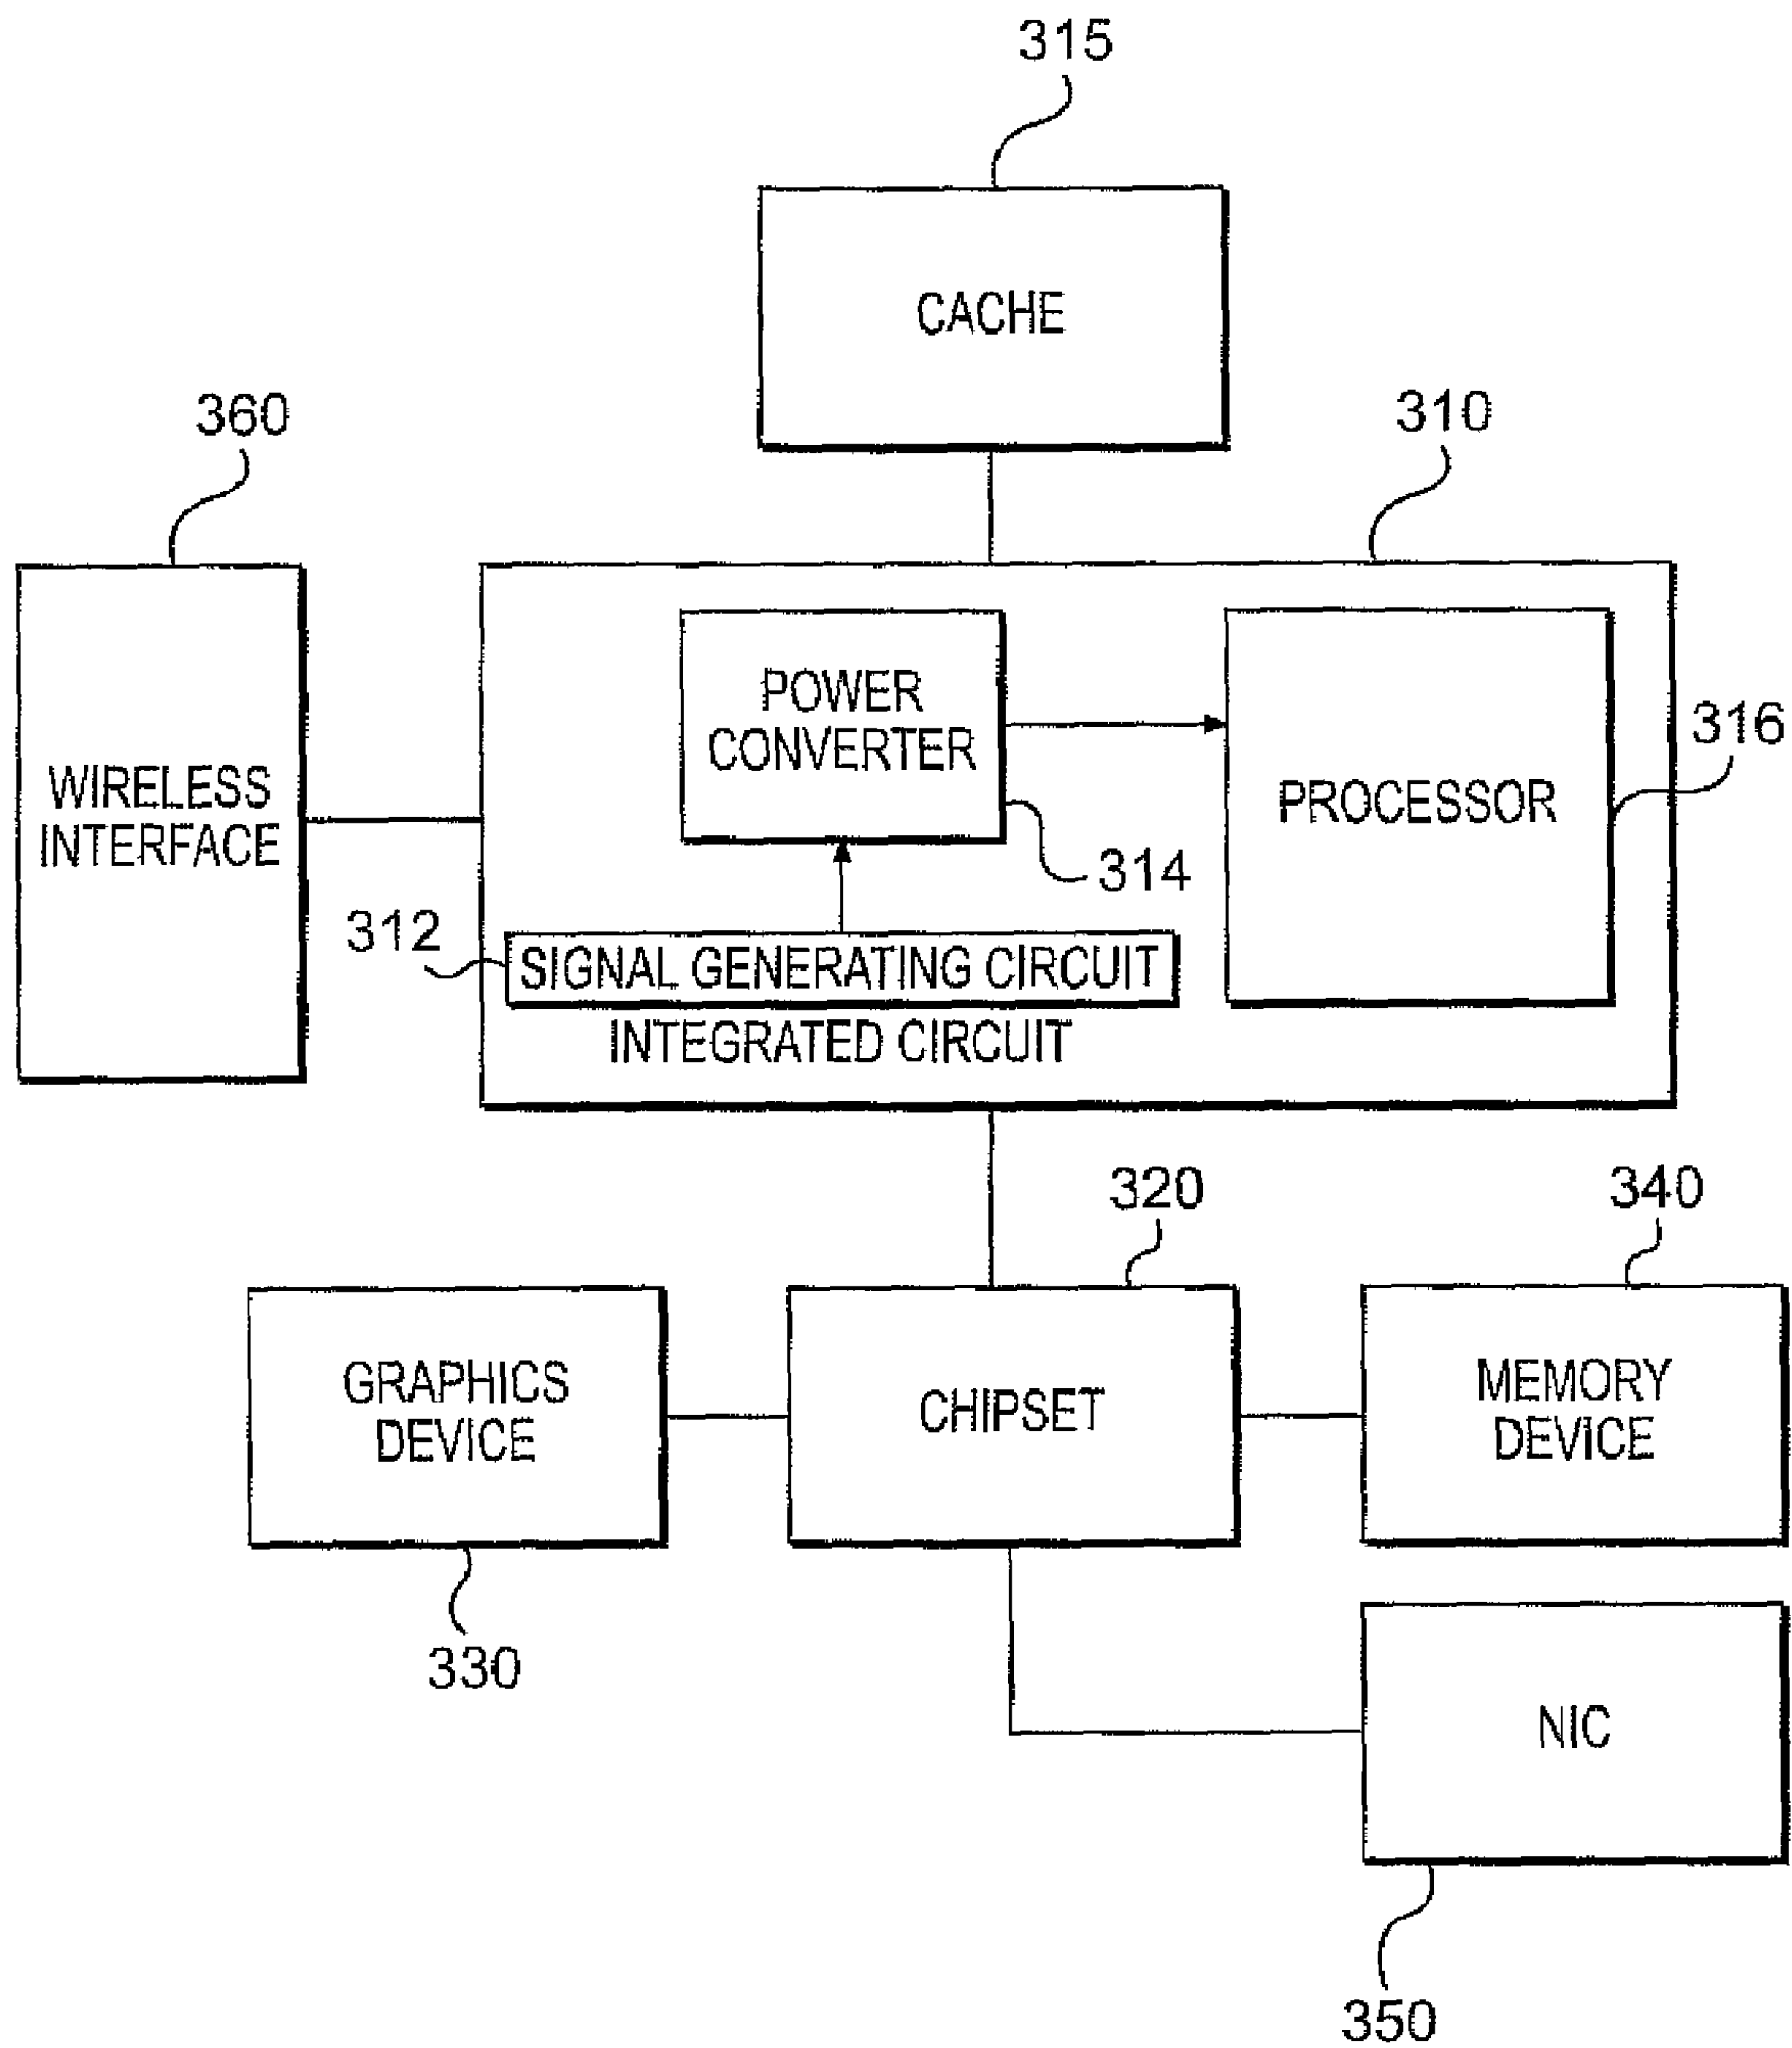 315
CACHE
360
310
WIRELESS
INTERFACE
POWER
CONVERTER
316
PROCESSOR
314
312
SIGNAL GENERATING CIRCUIT
INTEGRATED CIRCUIT
320
340
GRAPHICS
DEVICE
CHIPSET
MEMORY
DEVICE
330
NIC
350